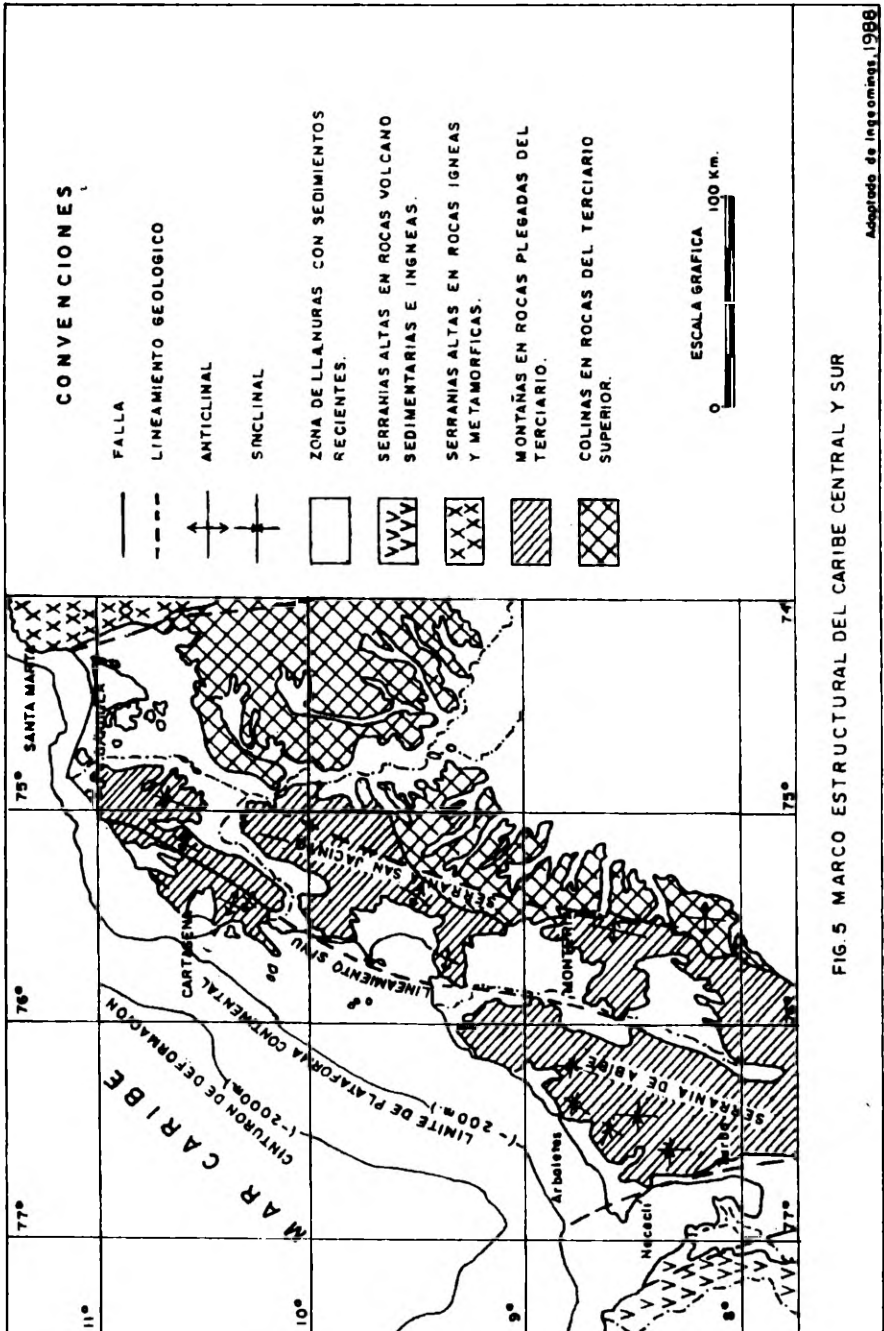 CONVENCIONES
FALLA
LINEAMIENTO GEOLOGICO
ANTICLINAL
SINCLINAL
ZONA DE LLANURAS CON SEDIMIENTOS
RECIENTES.
SERRANIAS ALTAS EN ROCAS VOLCANO
SEDIMENTARIAS E INGNEAS.
SERRANIAS ALTAS EN ROCAS IGNEAS
Y METAMORFICAS.
MONTAÑAS EN ROCAS PLEGADAS DEL
TERCIARIO.
COLINAS EN ROCAS DEL TERCIARIO
SUPERIOR.
ESCALA GRAFICA
0 100 Km.
77°
76°
75°
11°
10°
9°
8°
77°
76°
75°
74°
SANTA MARTA
CARTAGENA
MAR CARIBE
CINTURON DE DEFORMACION
(-2000m.)
LIMITE DE PLATAFORMA CONTINENTAL
(-200m.)
LINEAMIENTO SINU
SERRANIA SAN JACINTO
MONTERIA
SERRANIA DE ABIBE
Arboletes
Necocli
Turbo
FIG.5 MARCO ESTRUCTURAL DEL CARIBE CENTRAL Y SUR
Adaptado de Ingeominas, 1988